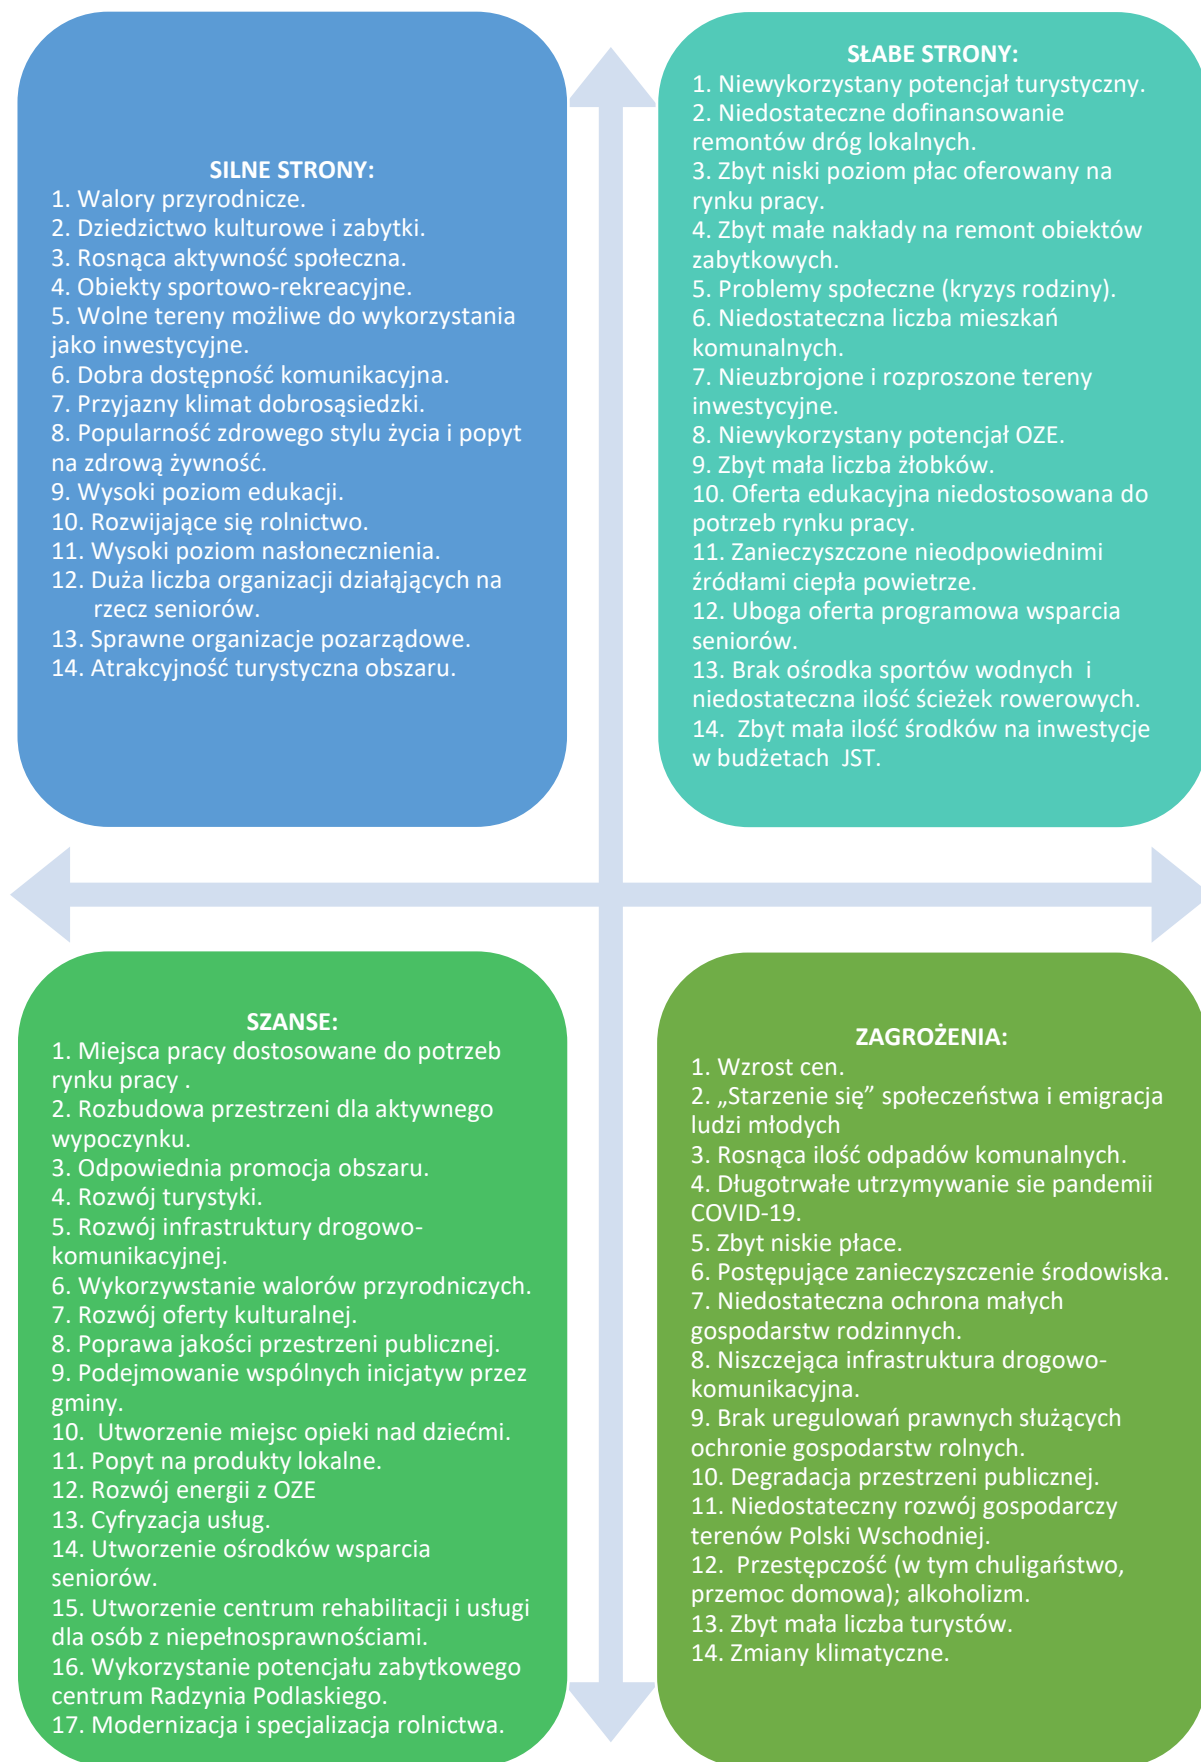 SILNE STRONY:
1. Walory przyrodnicze.
2. Dziedzictwo kulturowe i zabytki.
3. Rosnąca aktywność społeczna.
4. Obiekty sportowo-rekreacyjne.
5. Wolne tereny możliwe do wykorzystania
jako inwestycyjne.
6. Dobra dostępność komunikacyjna.
7. Przyjazny klimat dobrosąsiedzki.
8. Popularność zdrowego stylu życia i popyt
na zdrową żywność.
9. Wysoki poziom edukacji.
10. Rozwijające się rolnictwo.
11. Wysoki poziom nasłonecznienia.
12. Duża liczba organizacji działąjących na
rzecz seniorów.
13. Sprawne organizacje pozarządowe.
14. Atrakcyjność turystyczna obszaru.
SŁABE STRONY:
1. Niewykorzystany potencjał turystyczny.
2. Niedostateczne dofinansowanie
remontów dróg lokalnych.
3. Zbyt niski poziom płac oferowany na
rynku pracy.
4. Zbyt małe nakłady na remont obiektów
zabytkowych.
5. Problemy społeczne (kryzys rodziny).
6. Niedostateczna liczba mieszkań
komunalnych.
7. Nieuzbrojone i rozproszone tereny
inwestycyjne.
8. Niewykorzystany potencjał OZE.
9. Zbyt mała liczba żłobków.
10. Oferta edukacyjna niedostosowana do
potrzeb rynku pracy.
11. Zanieczyszczone nieodpowiednimi
źródłami ciepła powietrze.
12. Uboga oferta programowa wsparcia
seniorów.
13. Brak ośrodka sportów wodnych i
niedostateczna ilość ścieżek rowerowych.
14. Zbyt mała ilość środków na inwestycje
w budżetach JST.
SZANSE:
1. Miejsca pracy dostosowane do potrzeb
rynku pracy .
2. Rozbudowa przestrzeni dla aktywnego
wypoczynku.
3. Odpowiednia promocja obszaru.
4. Rozwój turystyki.
5. Rozwój infrastruktury drogowo-
komunikacyjnej.
6. Wykorzywstanie walorów przyrodniczych.
7. Rozwój oferty kulturalnej.
8. Poprawa jakości przestrzeni publicznej.
9. Podejmowanie wspólnych inicjatyw przez
gminy.
10. Utworzenie miejsc opieki nad dziećmi.
11. Popyt na produkty lokalne.
12. Rozwój energii z OZE
13. Cyfryzacja usług.
14. Utworzenie ośrodków wsparcia
seniorów.
15. Utworzenie centrum rehabilitacji i usługi
dla osób z niepełnosprawnościami.
16. Wykorzystanie potencjału zabytkowego
centrum Radzynia Podlaskiego.
17. Modernizacja i specjalizacja rolnictwa.
ZAGROŻENIA:
1. Wzrost cen.
2. „Starzenie się” społeczeństwa i emigracja
ludzi młodych
3. Rosnąca ilość odpadów komunalnych.
4. Długotrwałe utrzymywanie sie pandemii
COVID-19.
5. Zbyt niskie płace.
6. Postępujące zanieczyszczenie środowiska.
7. Niedostateczna ochrona małych
gospodarstw rodzinnych.
8. Niszczejąca infrastruktura drogowo-
komunikacyjna.
9. Brak uregulowań prawnych służących
ochronie gospodarstw rolnych.
10. Degradacja przestrzeni publicznej.
11. Niedostateczny rozwój gospodarczy
terenów Polski Wschodniej.
12. Przestępczość (w tym chuligaństwo,
przemoc domowa); alkoholizm.
13. Zbyt mała liczba turystów.
14. Zmiany klimatyczne.